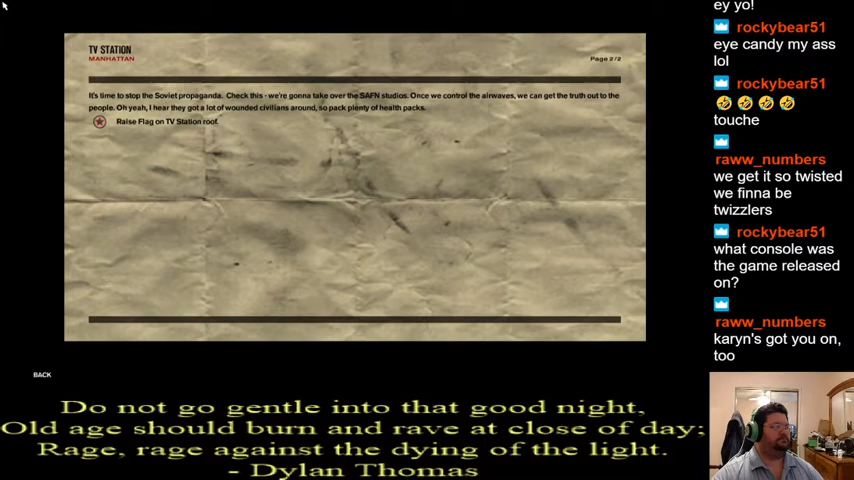 TV STATION
MANHATTAN
Page 2/2
It's time to stop the Soviet propaganda. Check this - we're gonna take over the SAFN studios. Once we control the airwaves, we can get the truth out to the
people. Oh yeah, I hear they got a lot of wounded civilians around, so pack plenty of health packs.
Raise Flag on TV Station roof.
BACK
Do not go gentle into that good night,
Old age should burn and rave at close of day;
Rage, rage against the dying of the light.
- Dylan Thomas
ey yo!
rockybear51
eye candy my ass
lol
rockybear51
🤣 🤣 🤣 🤣
touche
raww_numbers
we get it so twisted
we finna be
twizzlers
rockybear51
what console was
the game released
on?
raww_numbers
karyn's got you on,
too